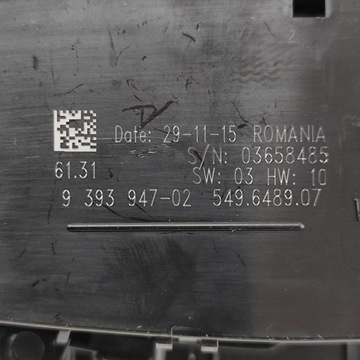 Date: 29-11-15 ROMANIA
S/N: 03658485
61.31 SW: 03 HW: 10
9 393 947-02 549.6489.07